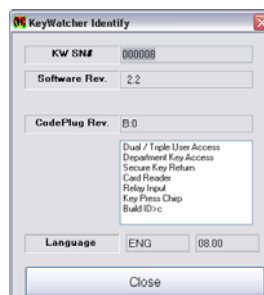 KeyWatcher Identify
KW SN# 000008
Software Rev. 2.2
CodePlug Rev. B:0
Dual / Triple User Access
Department Key Access
Secure Key Return
Card Reader
Relay Input
Key Press Chirp
Build ID>c
Language ENG 08.00
Close